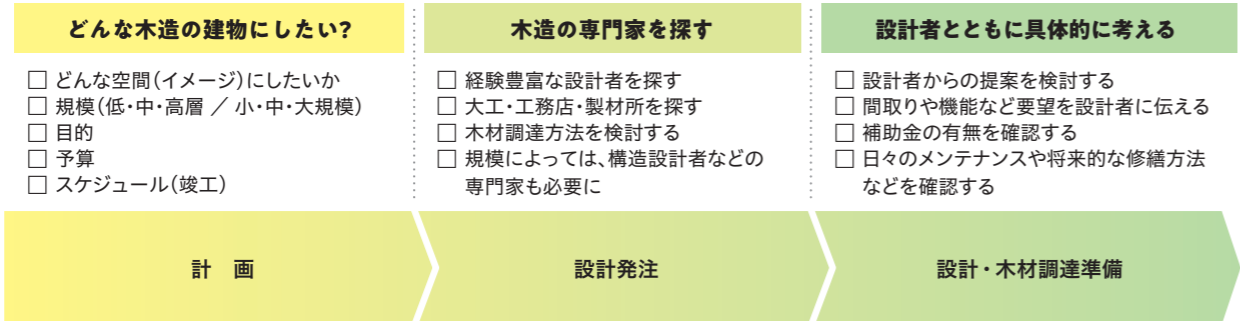 どんな木造の建物にしたい?
□ どんな空間(イメージ)にしたいか
□ 規模(低・中・高層 ／ 小・中・大規模)
□ 目的
□ 予算
□ スケジュール(竣工)
木造の専門家を探す
□ 経験豊富な設計者を探す
□ 大工・工務店・製材所を探す
□ 木材調達方法を検討する
□ 規模によっては、構造設計者などの
専門家も必要に
設計者とともに具体的に考える
□ 設計者からの提案を検討する
□ 間取りや機能など要望を設計者に伝える
□ 補助金の有無を確認する
□ 日々のメンテナンスや将来的な修繕方法
などを確認する
計　画
設計発注
設計・木材調達準備